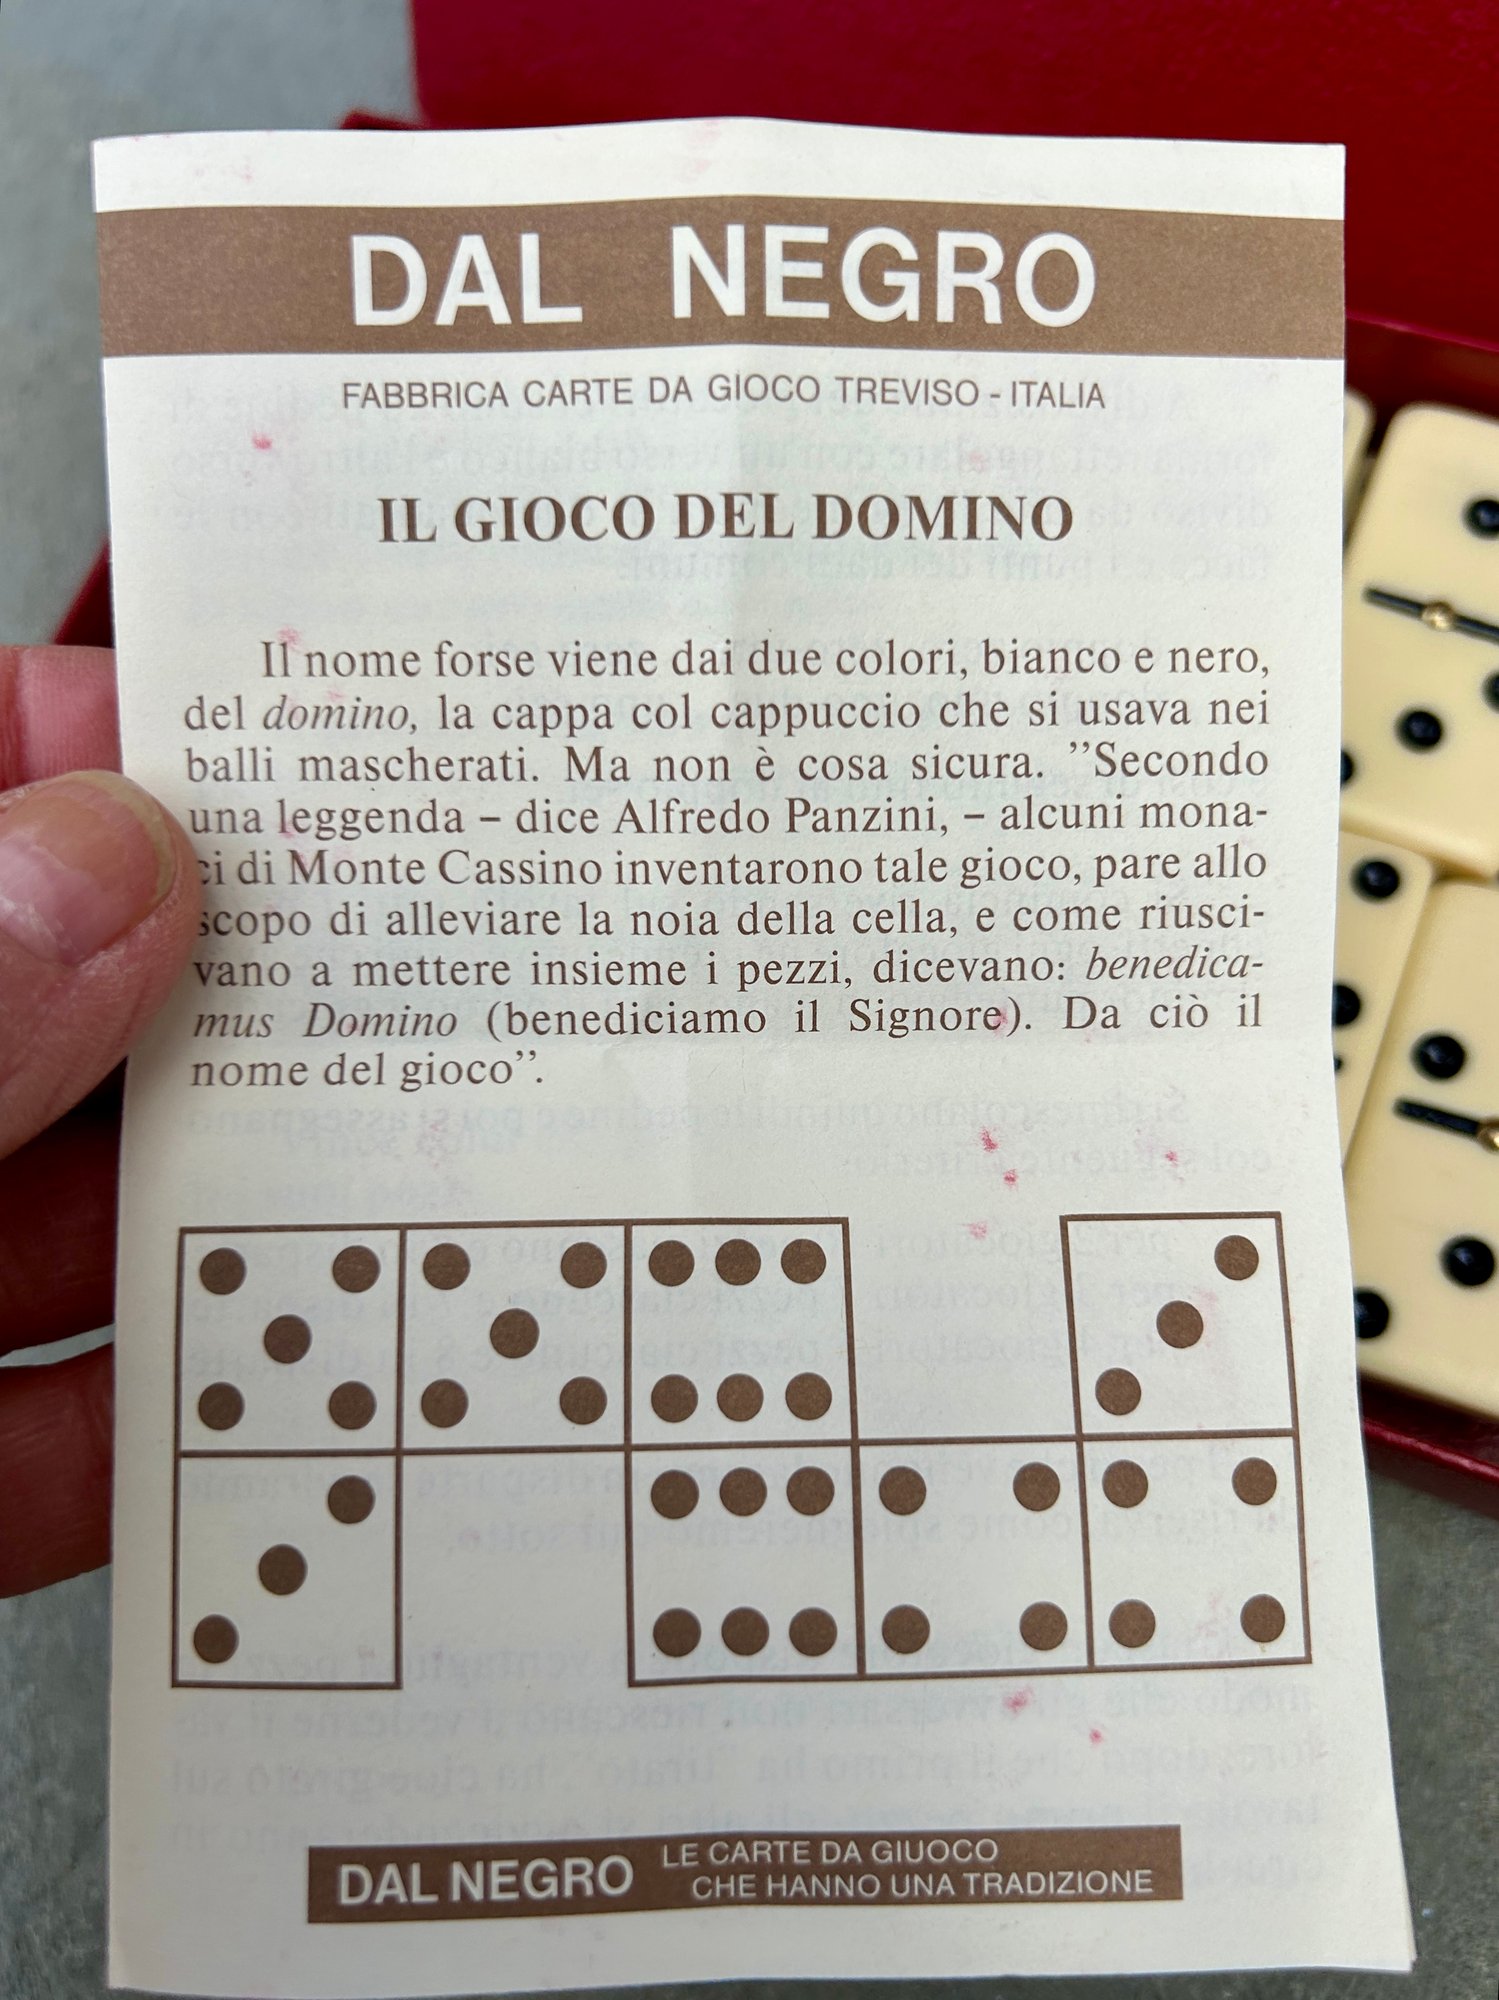 DAL NEGRO
FABBRICA CARTE DA GIOCO TREVISO - ITALIA
IL GIOCO DEL DOMINO
Il nome forse viene dai due colori, bianco e nero,
del domino, la cappa col cappuccio che si usava nei
balli mascherati. Ma non è cosa sicura. ”Secondo
una leggenda – dice Alfredo Panzini, – alcuni mona-
ci di Monte Cassino inventarono tale gioco, pare allo
scopo di alleviare la noia della cella, e come riusci-
vano a mettere insieme i pezzi, dicevano: benedica-
mus Domino (benediciamo il Signore). Da ciò il
nome del gioco”.
DAL NEGRO LE CARTE DA GIUOCO
CHE HANNO UNA TRADIZIONE